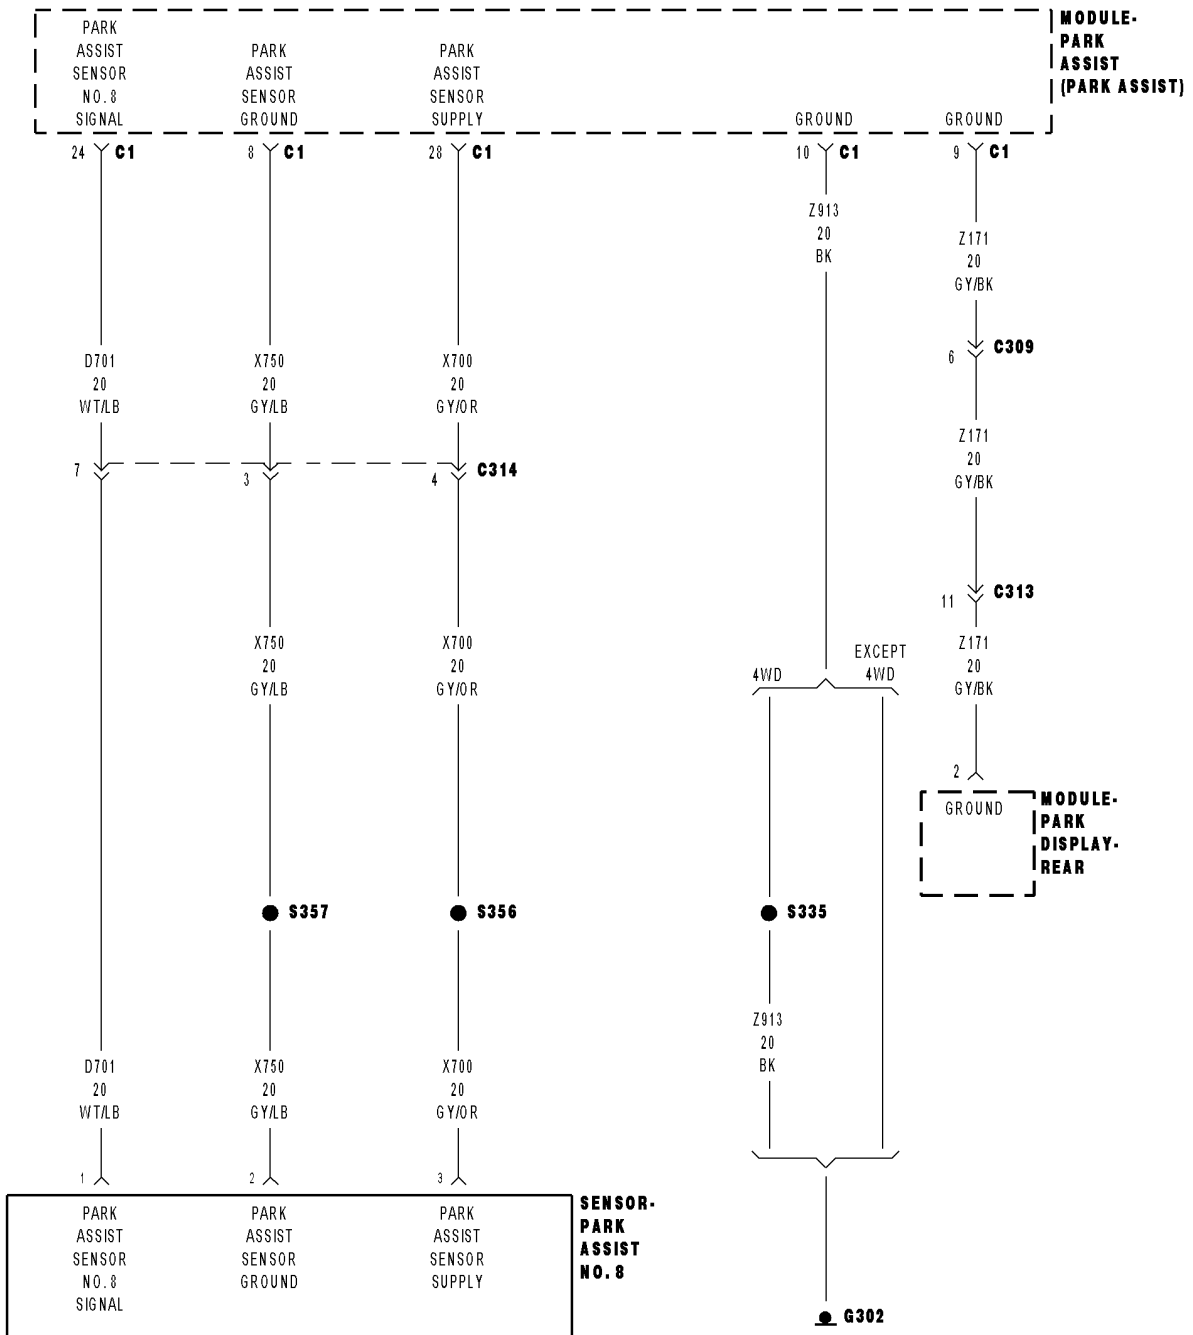 PARK
ASSIST
SENSOR
NO.8
SIGNAL
PARK
ASSIST
SENSOR
GROUND
PARK
ASSIST
SENSOR
SUPPLY
GROUND
GROUND
MODULE-
PARK
ASSIST
(PARK ASSIST)
24 C1
8 C1
28 C1
10 C1
9 C1
Z913
20
BK
Z171
20
GY/BK
6 C309
D701
20
WT/LB
X750
20
GY/LB
X700
20
GY/OR
Z171
20
GY/BK
7
3
4 C314
11 C313
X750
20
GY/LB
X700
20
GY/OR
4WD
EXCEPT
4WD
Z171
20
GY/BK
2
GROUND
MODULE-
PARK
DISPLAY-
REAR
S357
S356
S335
Z913
20
BK
D701
20
WT/LB
X750
20
GY/LB
X700
20
GY/OR
1
2
3
PARK
ASSIST
SENSOR
NO.8
SIGNAL
PARK
ASSIST
SENSOR
GROUND
PARK
ASSIST
SENSOR
SUPPLY
SENSOR-
PARK
ASSIST
NO.8
G302